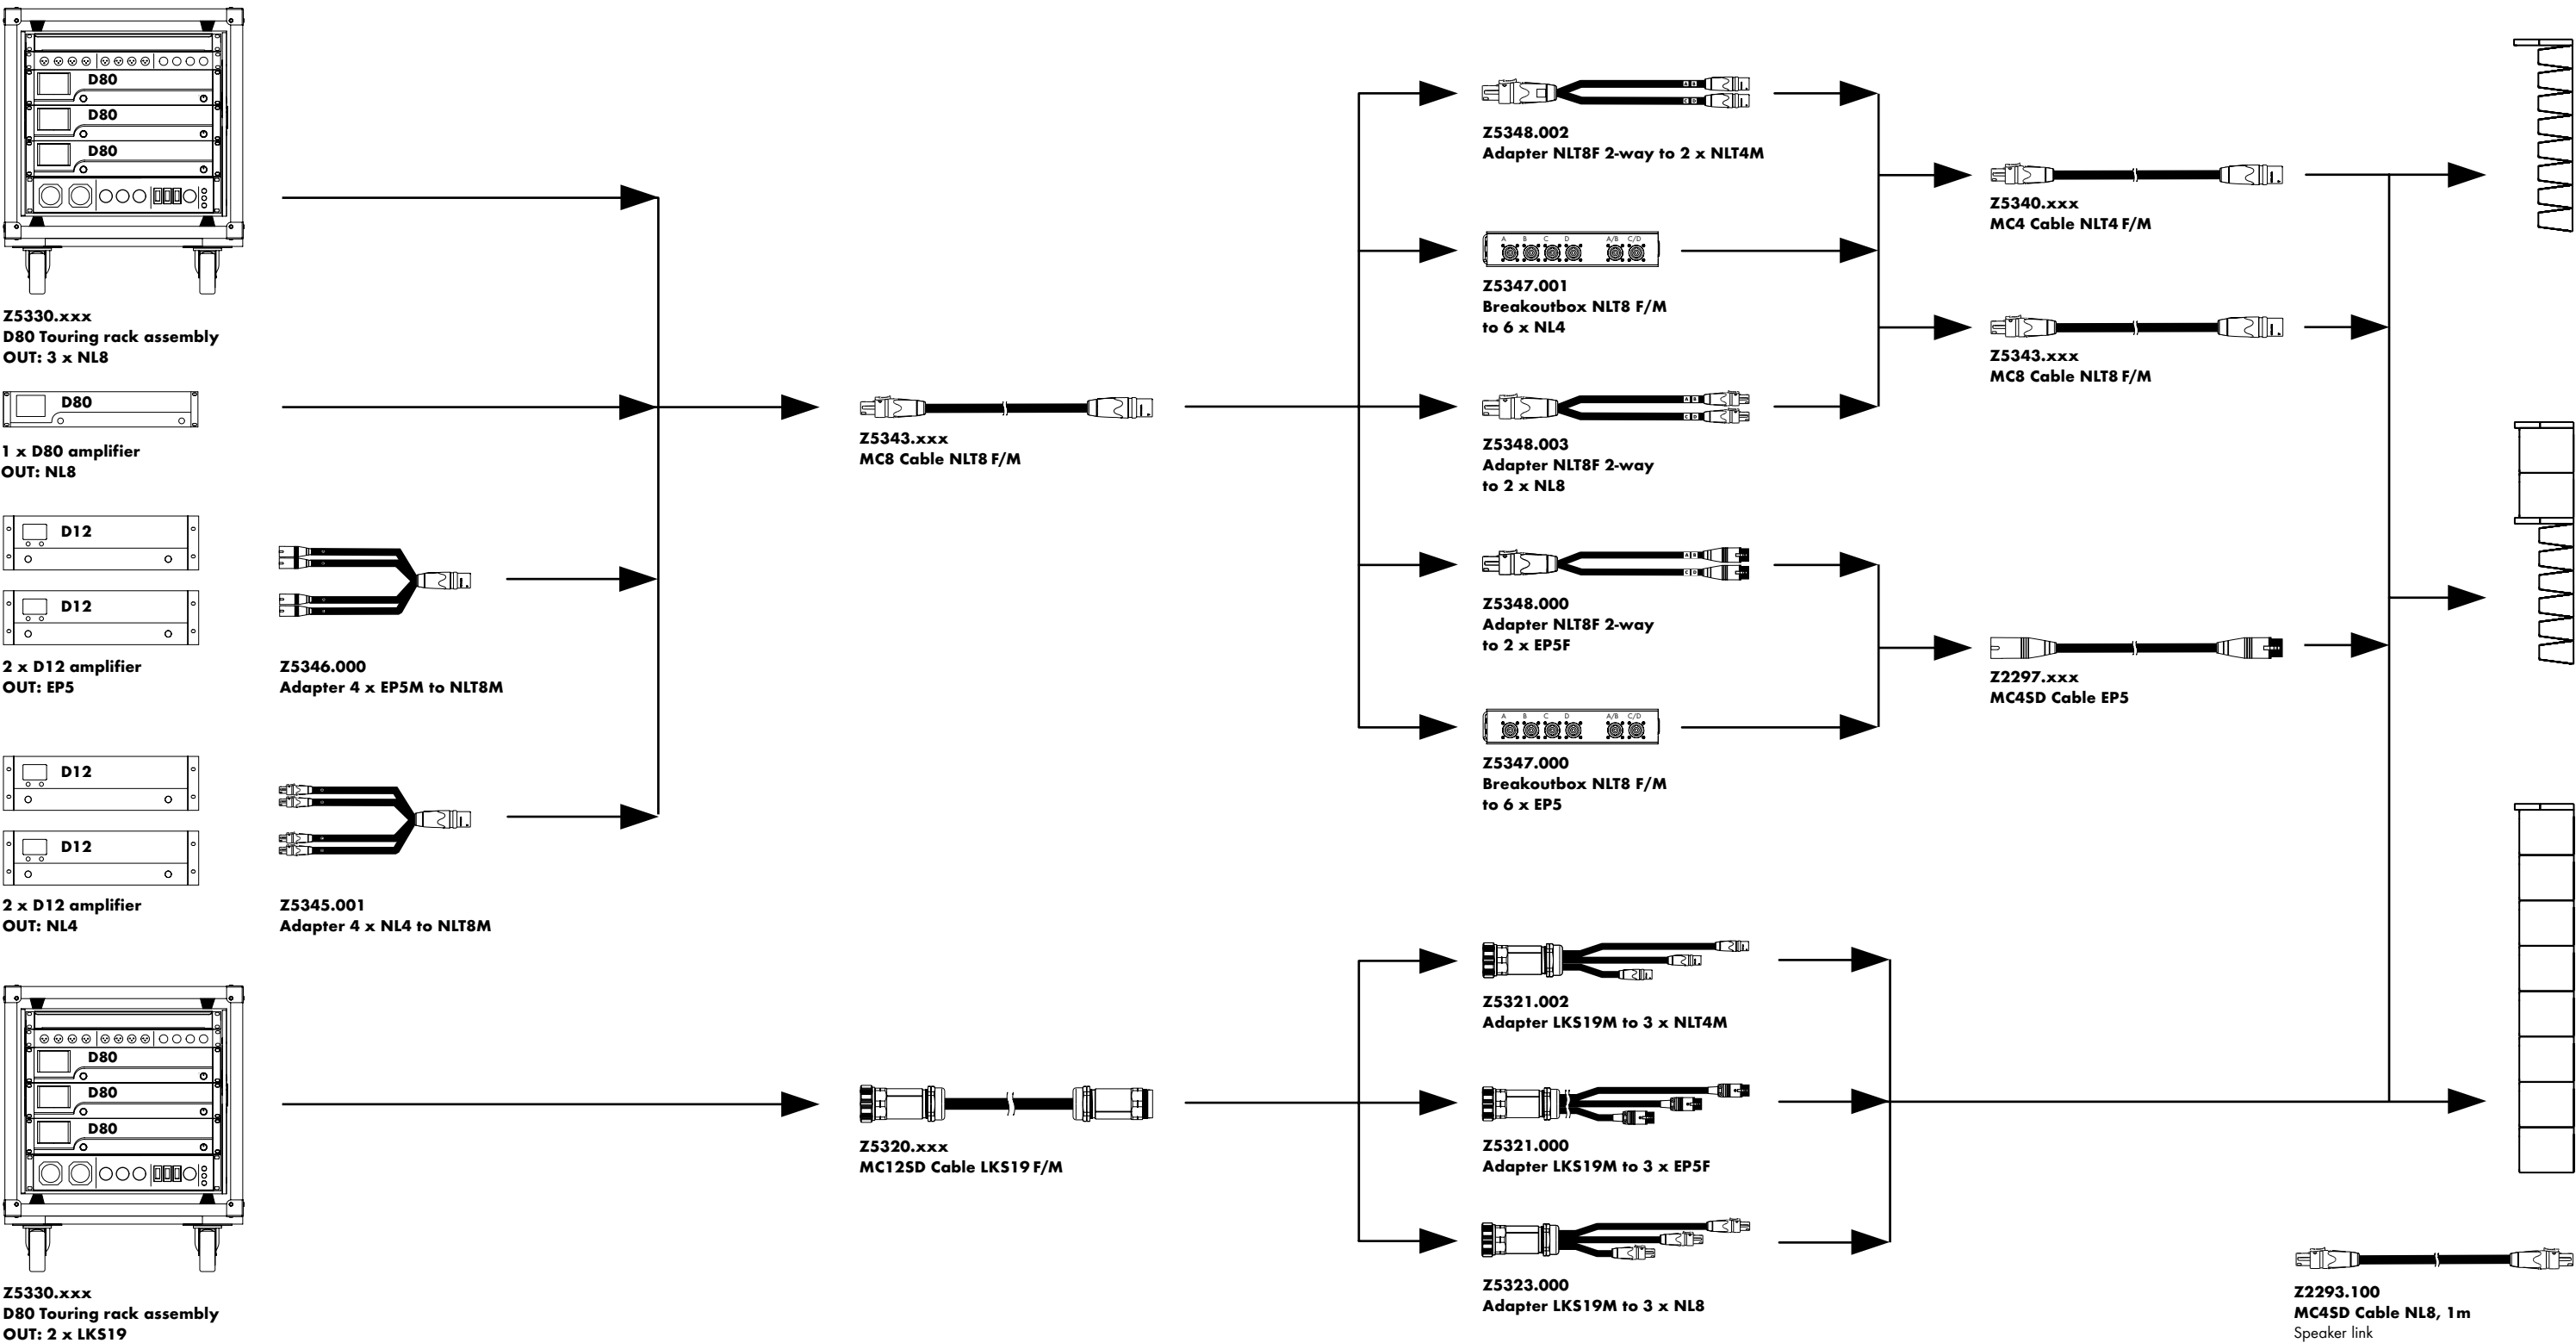 D80
D80
D80
Z5330.xxx
D80 Touring rack assembly
OUT: 3 x NL8
D80
1 x D80 amplifier
OUT: NL8
D12
D12
2 x D12 amplifier
OUT: EP5
D12
D12
2 x D12 amplifier
OUT: NL4
D80
D80
D80
Z5330.xxx
D80 Touring rack assembly
OUT: 2 x LKS19
Z5346.000
Adapter 4 x EP5M to NLT8M
Z5345.001
Adapter 4 x NL4 to NLT8M
Z5343.xxx
MC8 Cable NLT8 F/M
Z5320.xxx
MC12SD Cable LKS19 F/M
A B
C D
Z5348.002
Adapter NLT8F 2-way to 2 x NLT4M
A B C D A/B C/D
Z5347.001
Breakoutbox NLT8 F/M
to 6 x NL4
A B
C D
Z5348.003
Adapter NLT8F 2-way
to 2 x NL8
A B
C D
Z5348.000
Adapter NLT8F 2-way
to 2 x EP5F
A B C D A/B C/D
Z5347.000
Breakoutbox NLT8 F/M
to 6 x EP5
Z5321.002
Adapter LKS19M to 3 x NLT4M
Z5321.000
Adapter LKS19M to 3 x EP5F
Z5323.000
Adapter LKS19M to 3 x NL8
Z5340.xxx
MC4 Cable NLT4 F/M
Z5343.xxx
MC8 Cable NLT8 F/M
Z2297.xxx
MC4SD Cable EP5
Z2293.100
MC4SD Cable NL8, 1m
Speaker link